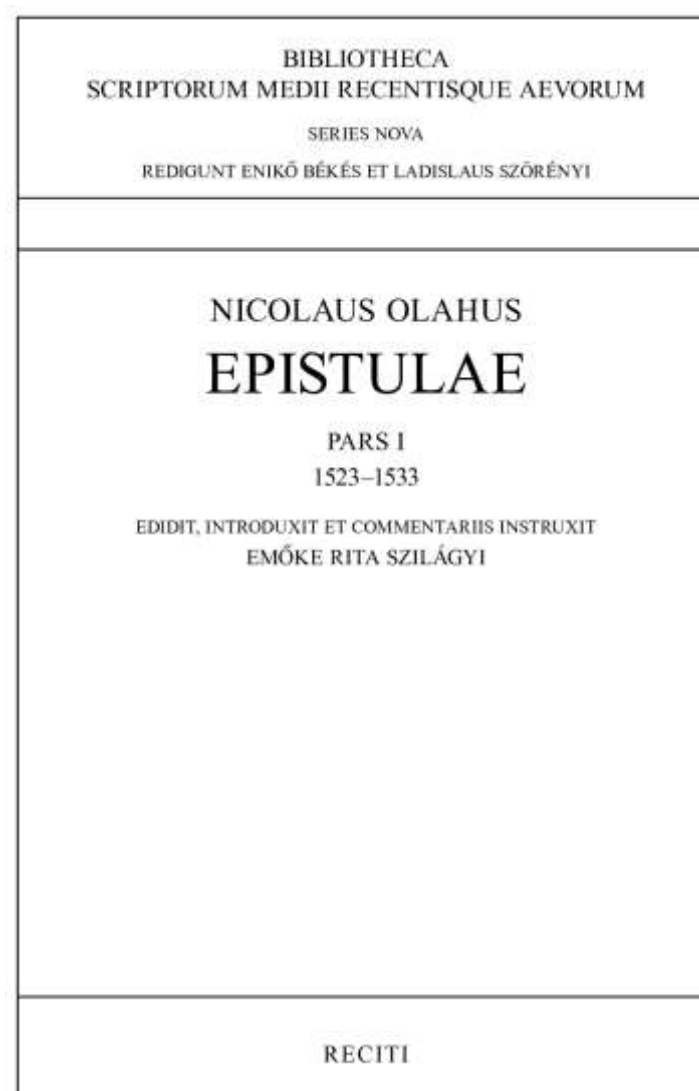 BIBLIOTHECA
SCRIPTORUM MEDII RECENTISQUE AEVORUM
SERIES NOVA
REDIGUNT ENIKŐ BÉKÉS ET LADISLAUS SZÖRÉNYI
NICOLAUS OLAHUS
EPISTULAE
PARS I
1523–1533
EDIDIT, INTRODUXIT ET COMMENTARIIS INSTRUXIT
EMŐKE RITA SZILÁGYI
RECITI